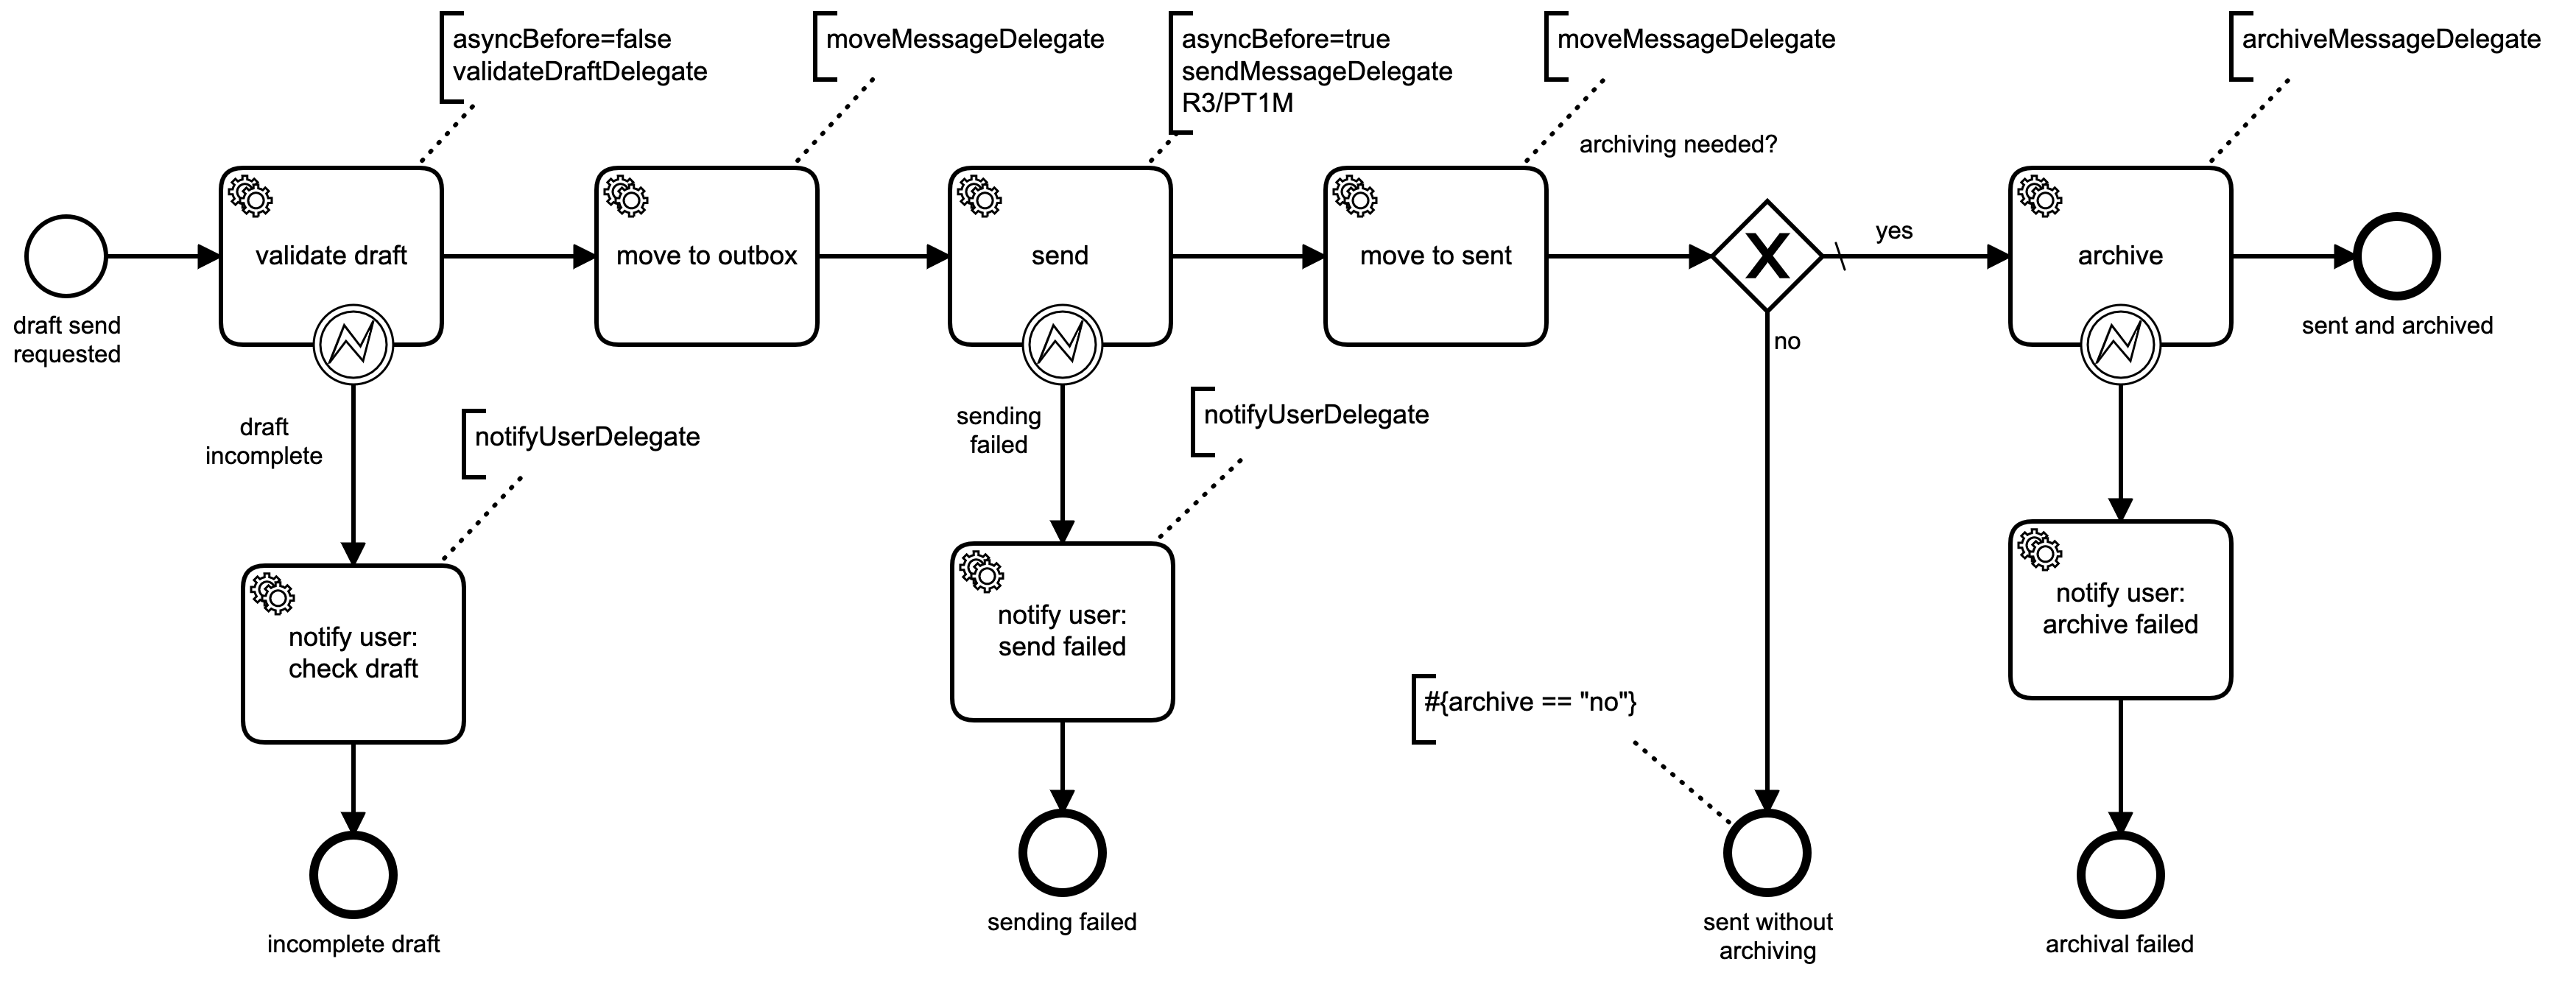 asyncBefore=false
validateDraftDelegate
moveMessageDelegate
asyncBefore=true
sendMessageDelegate
R3/PT1M
moveMessageDelegate
archiveMessageDelegate
archiving needed?
draft send
requested
validate draft
move to outbox
send
move to sent
yes
no
archive
sent and archived
draft
incomplete
notifyUserDelegate
sending
failed
notifyUserDelegate
notify user:
check draft
notify user:
send failed
#{archive == "no"}
notify user:
archive failed
incomplete draft
sending failed
sent without
archiving
archival failed